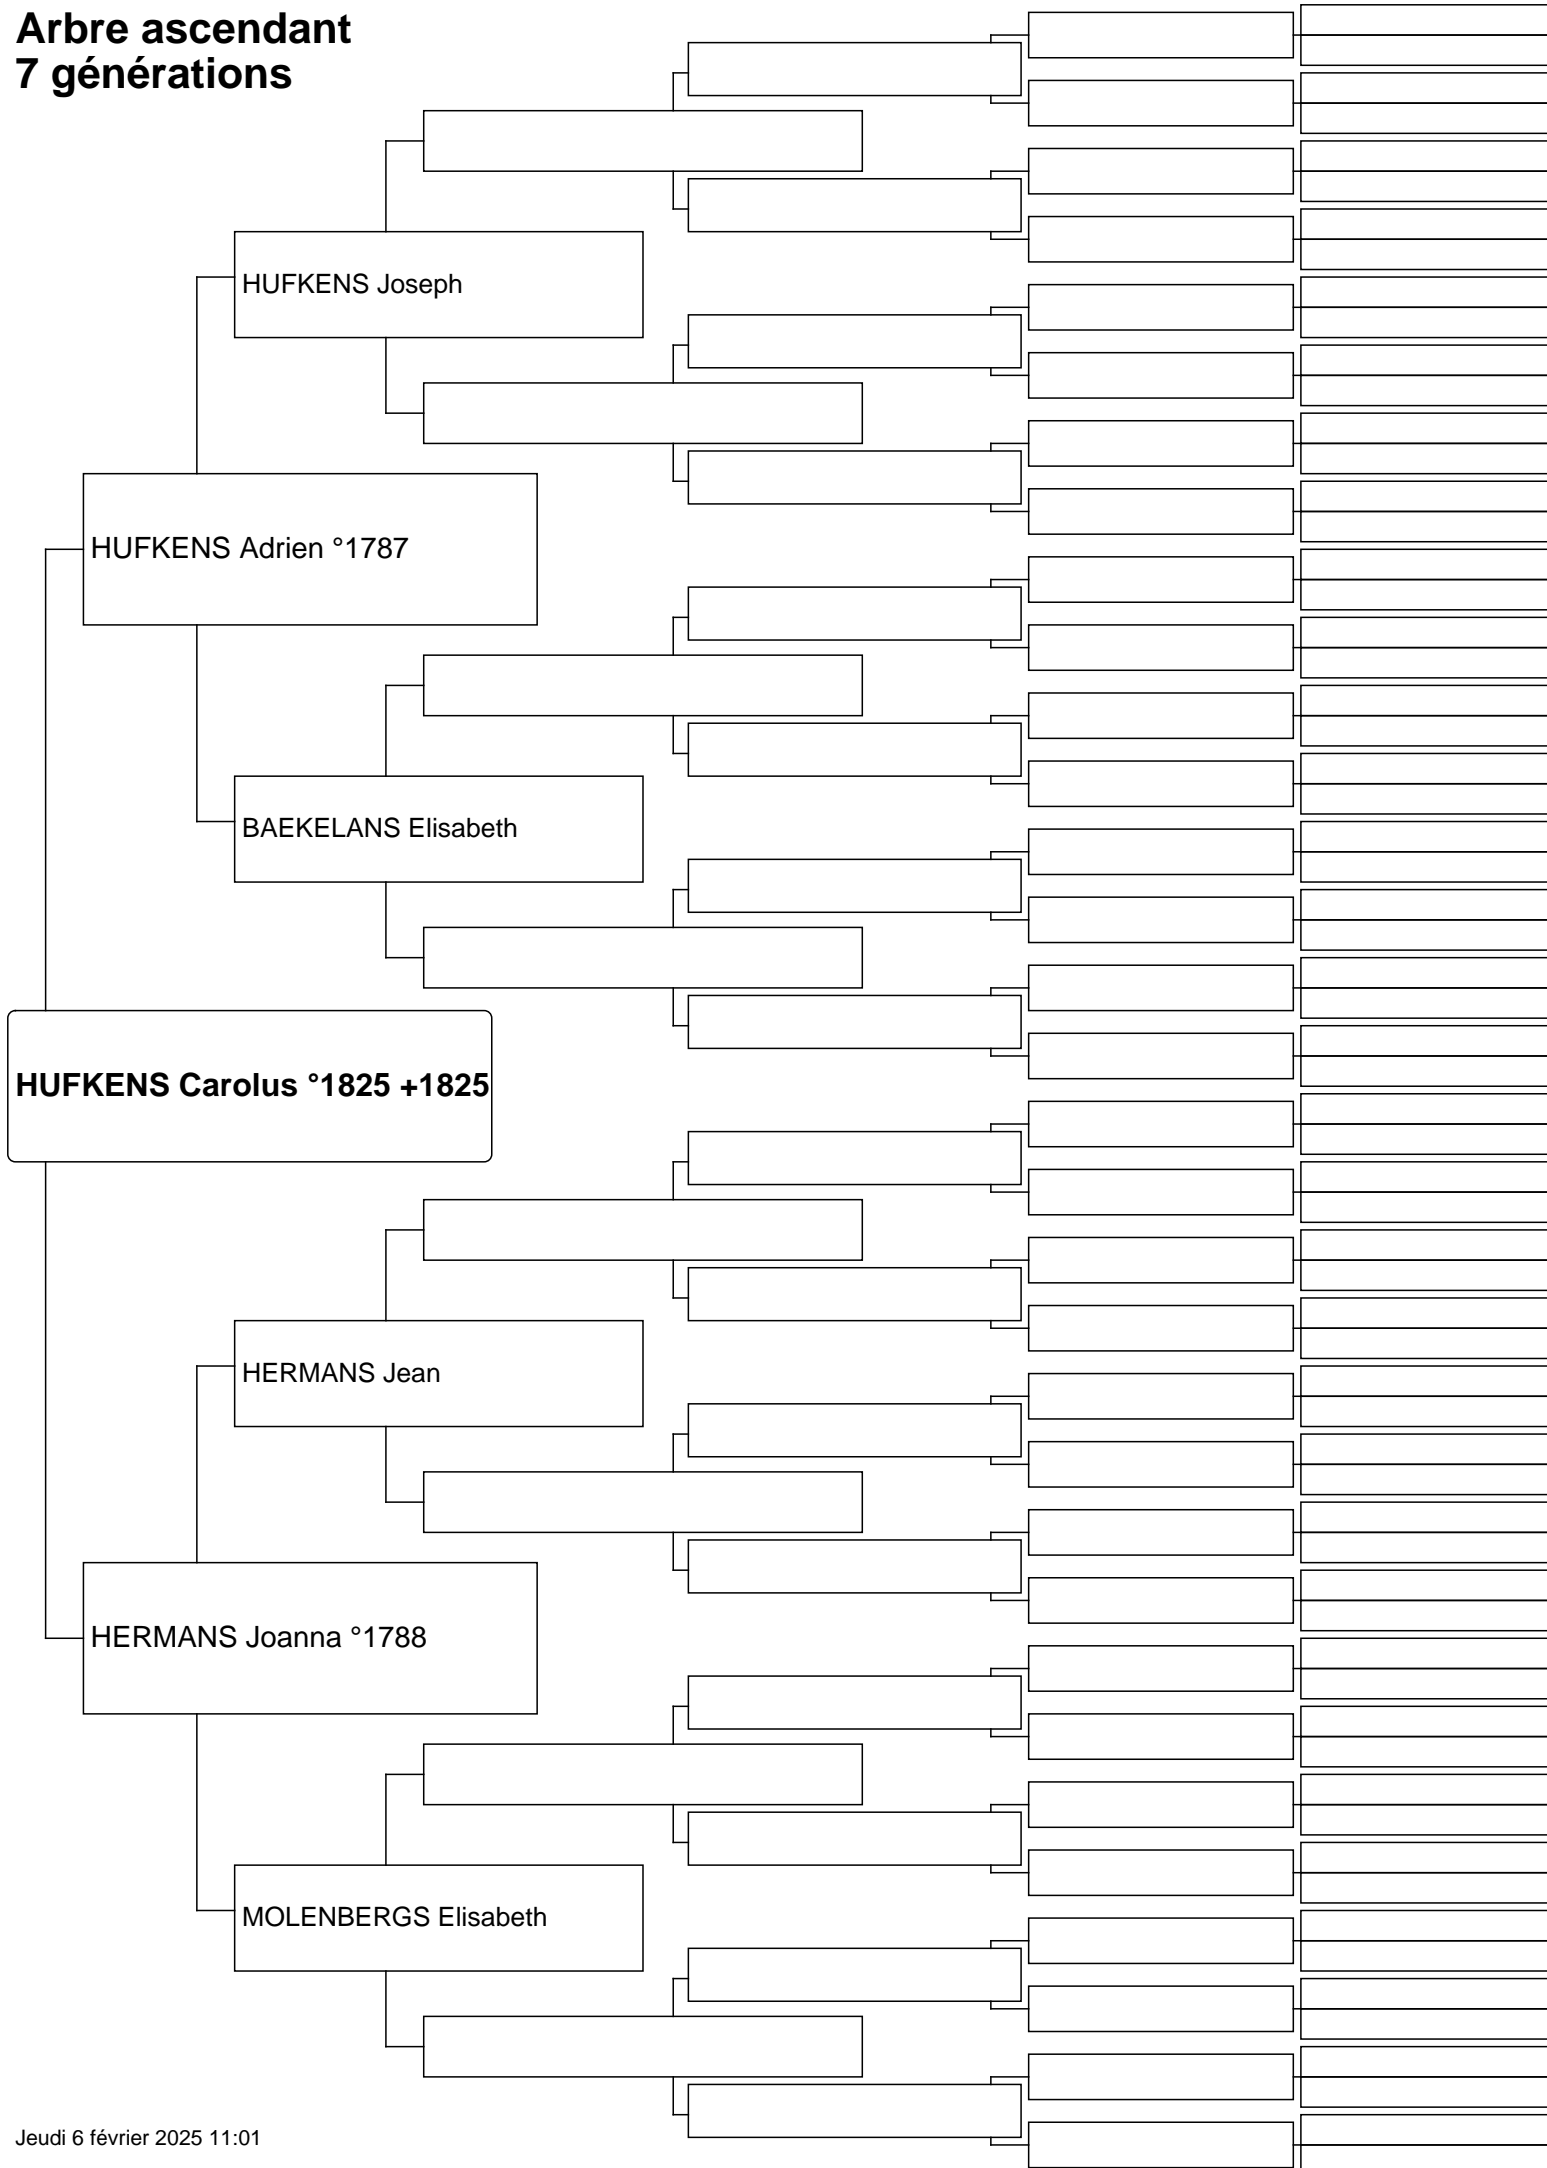 Arbre ascendant
7 générations
HUFKENS Joseph
HUFKENS Adrien °1787
BAEKELANS Elisabeth
HUFKENS Carolus °1825 +1825
HERMANS Jean
HERMANS Joanna °1788
MOLENBERGS Elisabeth
Jeudi 6 février 2025 11:01